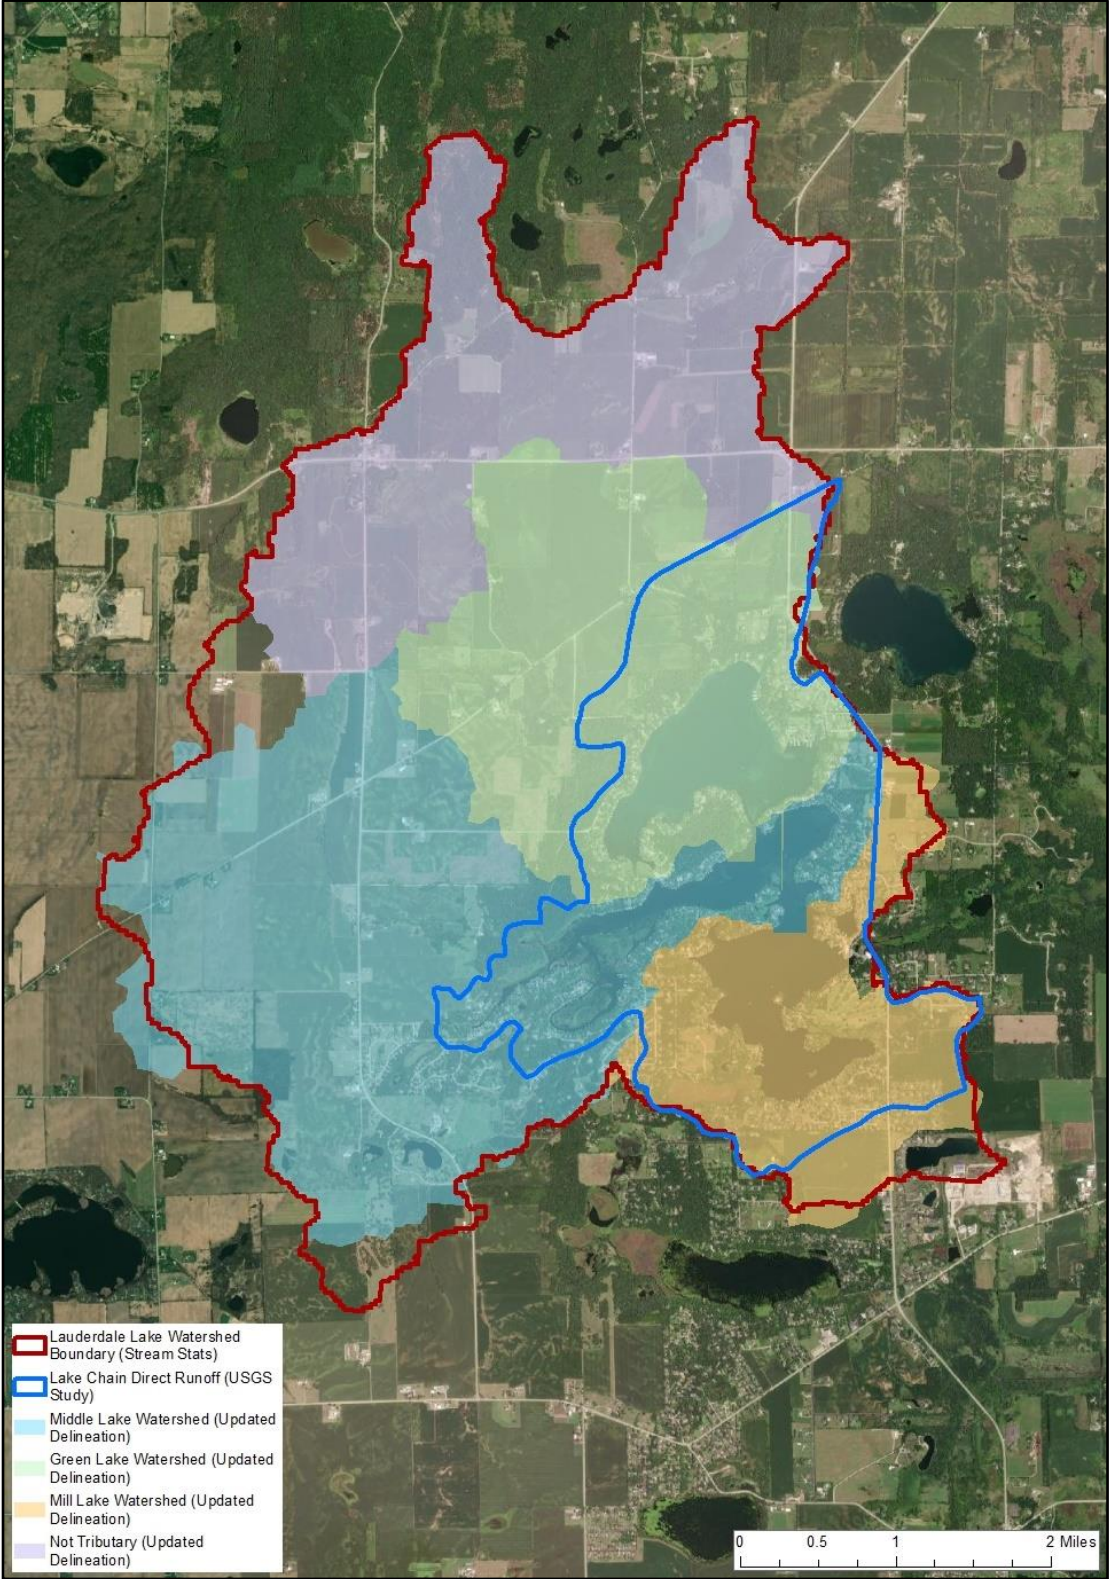 Lauderdale Lake Watershed
Boundary (Stream Stats)
Lake Chain Direct Runoff (USGS
Study)
Middle Lake Watershed (Updated
Delineation)
Green Lake Watershed (Updated
Delineation)
Mill Lake Watershed (Updated
Delineation)
Not Tributary (Updated
Delineation)
0 0.5 1 2 Miles